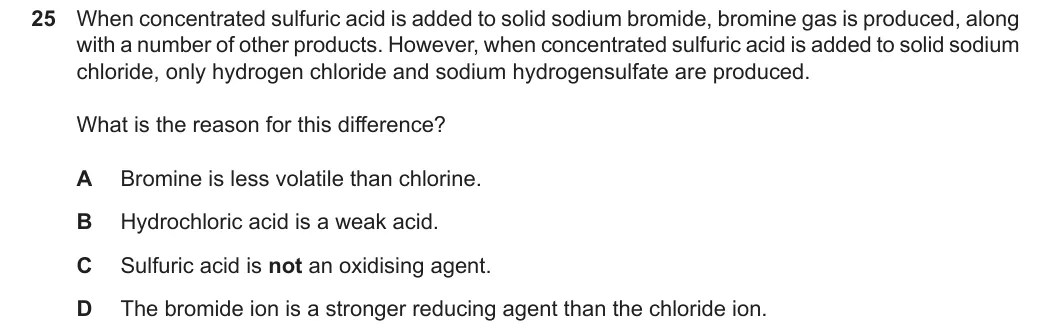 25 When concentrated sulfuric acid is added to solid sodium bromide, bromine gas is produced, along
with a number of other products. However, when concentrated sulfuric acid is added to solid sodium
chloride, only hydrogen chloride and sodium hydrogensulfate are produced.
What is the reason for this difference?
A Bromine is less volatile than chlorine.
B Hydrochloric acid is a weak acid.
C Sulfuric acid is not an oxidising agent.
D The bromide ion is a stronger reducing agent than the chloride ion.